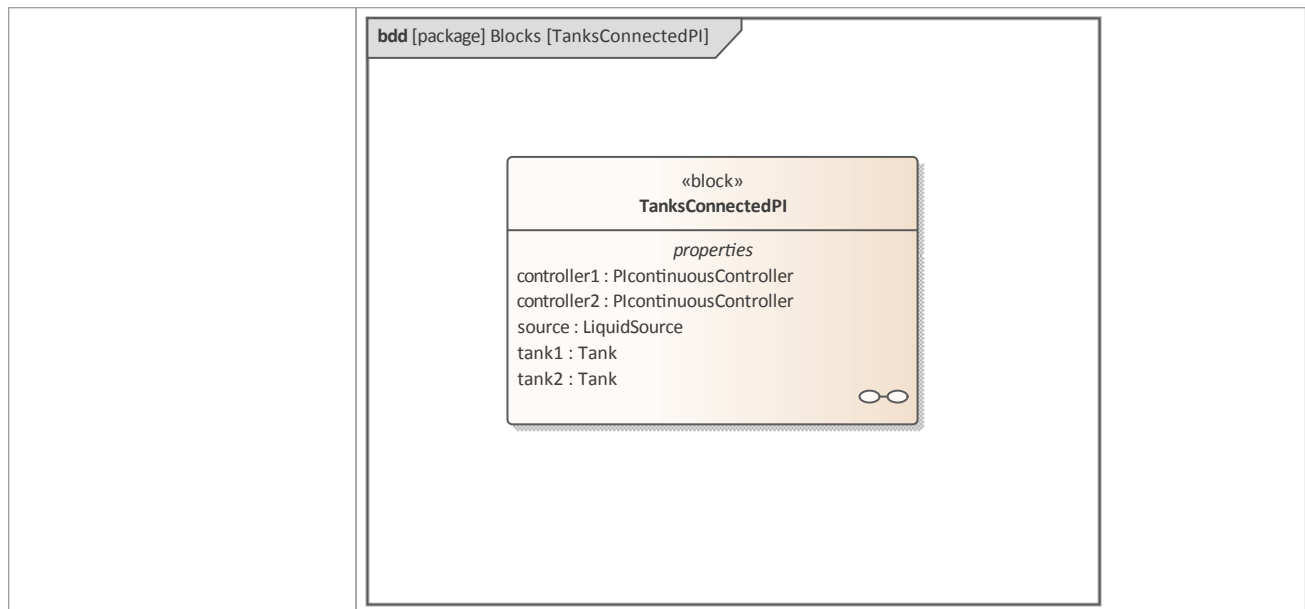 bdd [package] Blocks [TanksConnectedPI]
«block»
TanksConnectedPI
properties
controller1 : PIcontinuousController
controller2 : PIcontinuousController
source : LiquidSource
tank1 : Tank
tank2 : Tank